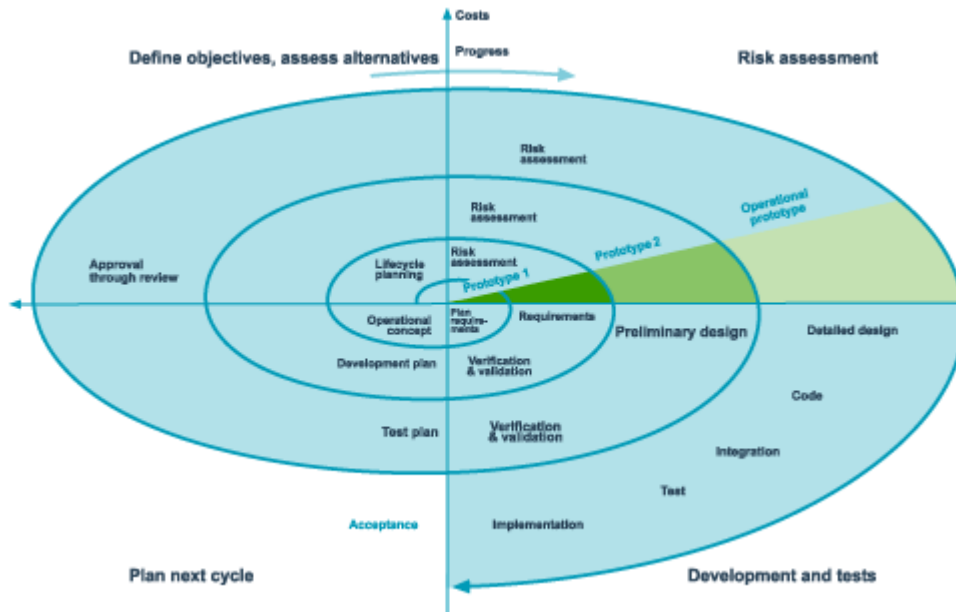 Costs
Define objectives, assess alternatives
Progress
Risk assessment
Risk
assessment
Risk
assessment
Operational
prototype
Approval
through review
Lifecycle
planning
Risk
assessment
Prototype 1
Prototype 2
Operational
concept
Plan
require-
ments
Requirements
Preliminary design
Detailed design
Development plan
Verification
& validation
Code
Test plan
Verification
& validation
Integration
Test
Acceptance
Implementation
Plan next cycle
Development and tests